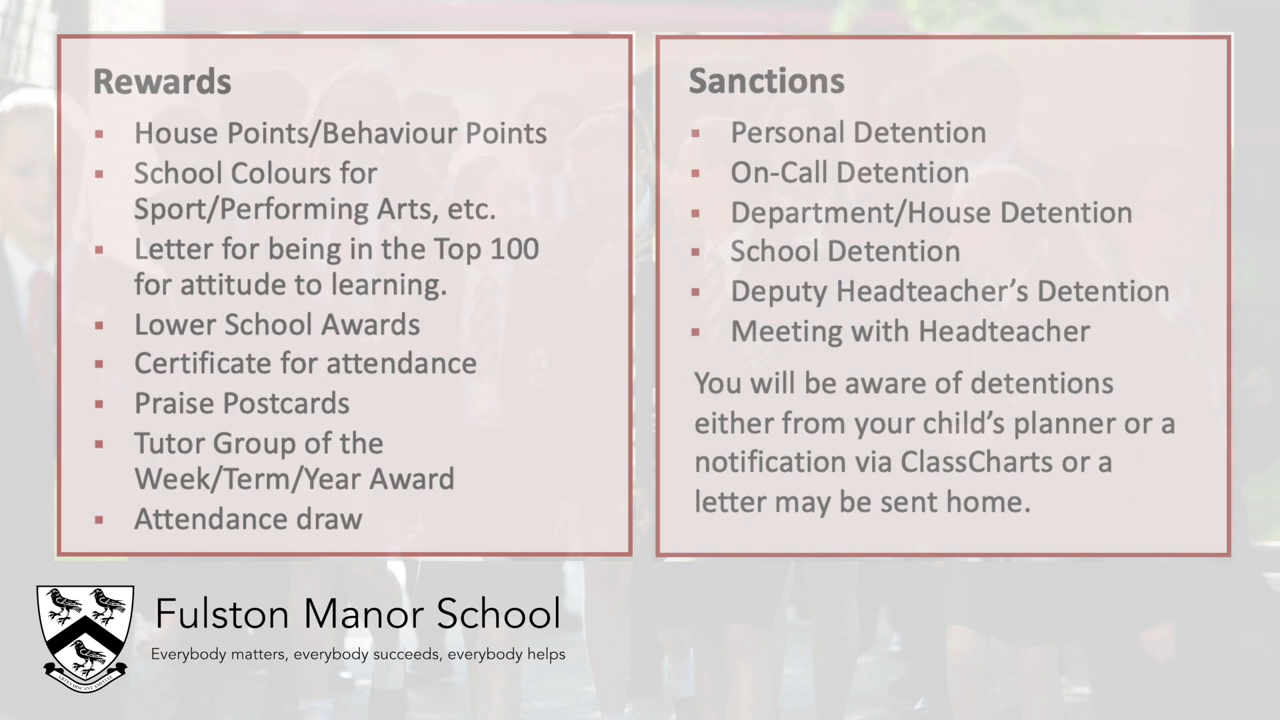 Rewards
▪ House Points/Behaviour Points
▪ School Colours for
Sport/Performing Arts, etc.
▪ Letter for being in the Top 100
for attitude to learning.
▪ Lower School Awards
▪ Certificate for attendance
▪ Praise Postcards
▪ Tutor Group of the
Week/Term/Year Award
▪ Attendance draw
Sanctions
▪ Personal Detention
▪ On-Call Detention
▪ Department/House Detention
▪ School Detention
▪ Deputy Headteacher’s Detention
▪ Meeting with Headteacher
You will be aware of detentions
either from your child’s planner or a
notification via ClassCharts or a
letter may be sent home.
Fulston Manor School
Everybody matters, everybody succeeds, everybody helps